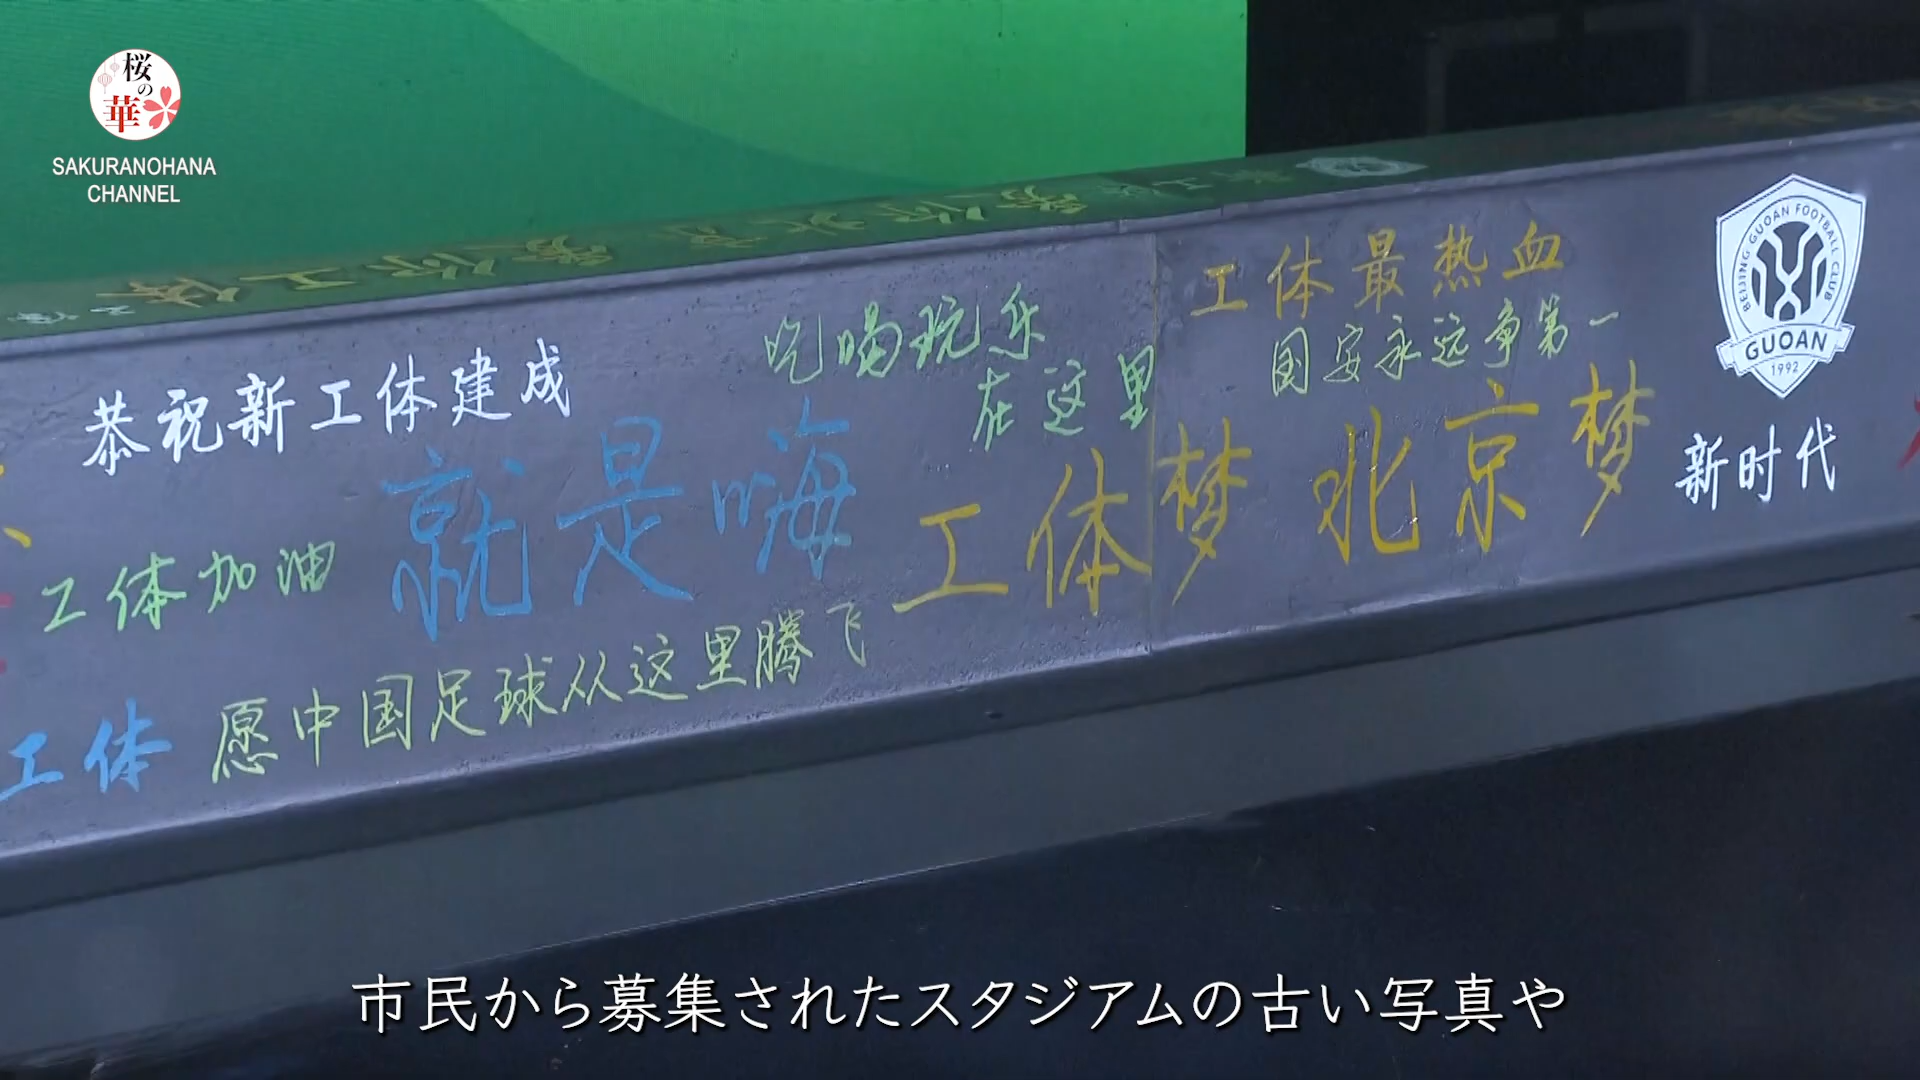 桜の華
SAKURANOHANA
CHANNEL
恭祝新工体建成
吃喝玩乐
在这里
工体最热血
国安永远争第一
BEIJING GUOAN FOOTBALL CLUB
GUOAN
1992
就是嗨
工体梦 北京梦
新时代
工体加油
愿中国足球从这里腾飞
工体
市民から募集されたスタジアムの古い写真や